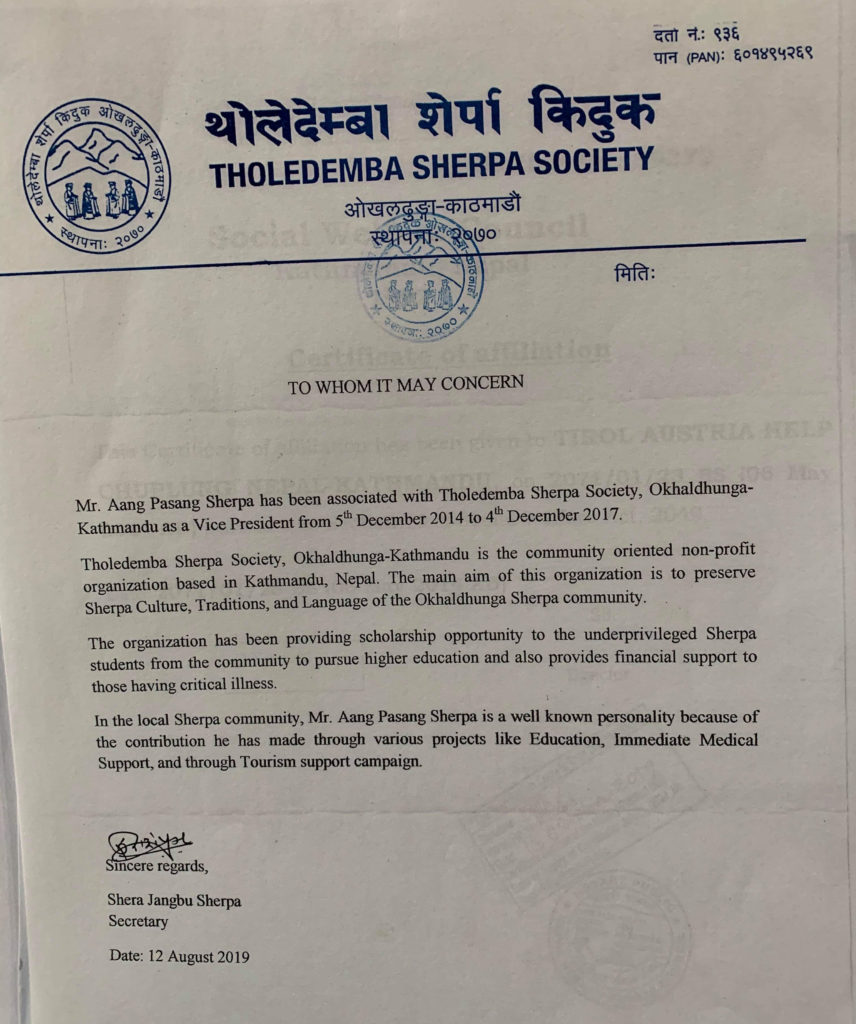 दर्ता नं.: ९३६
पान (PAN): ६०१४९५२६९
थोलेदेम्बा शेर्पा किदुक
THOLEDEMBA SHERPA SOCIETY
ओखलढुङ्गा-काठमाडौं
स्थापना: २०७०
थोलेदेम्बा शेर्पा किदुक ओखलढुङ्गा-काठमाडौं
स्थापना: २०७०
मिति:
TO WHOM IT MAY CONCERN
Mr. Aang Pasang Sherpa has been associated with Tholedemba Sherpa Society, Okhaldhunga-
Kathmandu as a Vice President from 5th December 2014 to 4th December 2017.
Tholedemba Sherpa Society, Okhaldhunga-Kathmandu is the community oriented non-profit
organization based in Kathmandu, Nepal. The main aim of this organization is to preserve
Sherpa Culture, Traditions, and Language of the Okhaldhunga Sherpa community.
The organization has been providing scholarship opportunity to the underprivileged Sherpa
students from the community to pursue higher education and also provides financial support to
those having critical illness.
In the local Sherpa community, Mr. Aang Pasang Sherpa is a well known personality because of
the contribution he has made through various projects like Education, Immediate Medical
Support, and through Tourism support campaign.
Sincere regards,
Shera Jangbu Sherpa
Secretary
Date: 12 August 2019